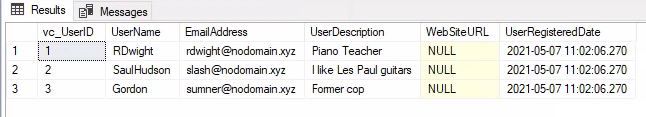 Results Messages
vc_UserID UserName EmailAddress UserDescription WebSiteURL UserRegisteredDate
1 1 RDwight rdwight@nodomain.xyz Piano Teacher NULL 2021-05-07 11:02:06.270
2 2 SaulHudson slash@nodomain.xyz I like Les Paul guitars NULL 2021-05-07 11:02:06.270
3 3 Gordon sumner@nodomain.xyz Former cop NULL 2021-05-07 11:02:06.270